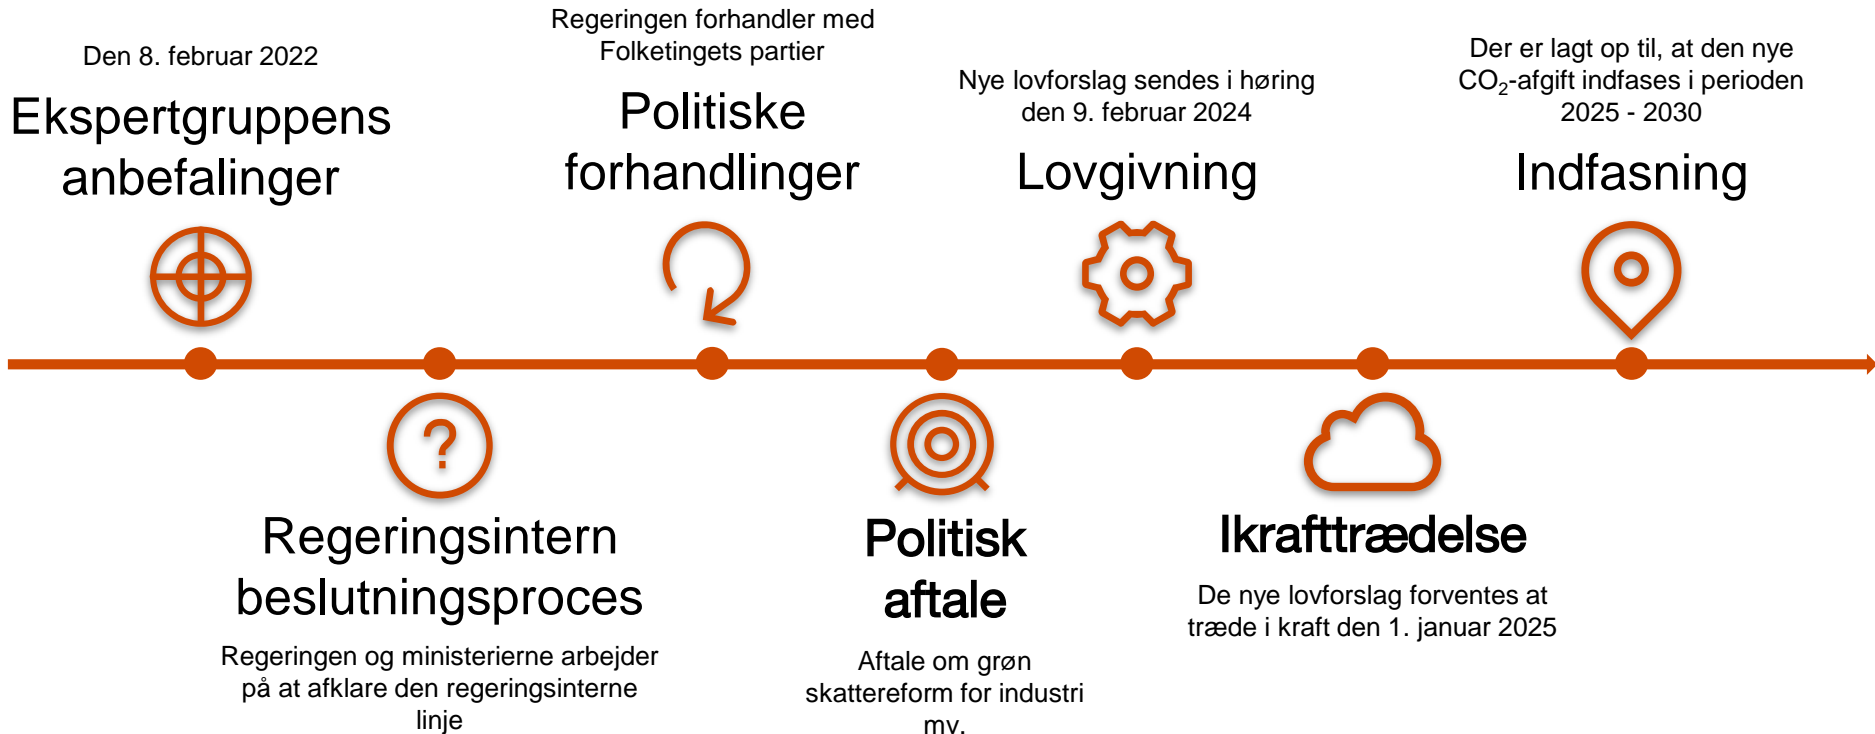 Den 8. februar 2022
Ekspertgruppens
anbefalinger
?
Regeringsintern
beslutningsproces
Regeringen og ministerierne arbejder
på at afklare den regeringsinterne
linje
Regeringen forhandler med
Folketingets partier
Politiske
forhandlinger
Politisk
aftale
Aftale om grøn
skattereform for industri
mv.
Nye lovforslag sendes i høring
den 9. februar 2024
Lovgivning
Ikrafttrædelse
De nye lovforslag forventes at
træde i kraft den 1. januar 2025
Der er lagt op til, at den nye
CO₂-afgift indfases i perioden
2025 - 2030
Indfasning